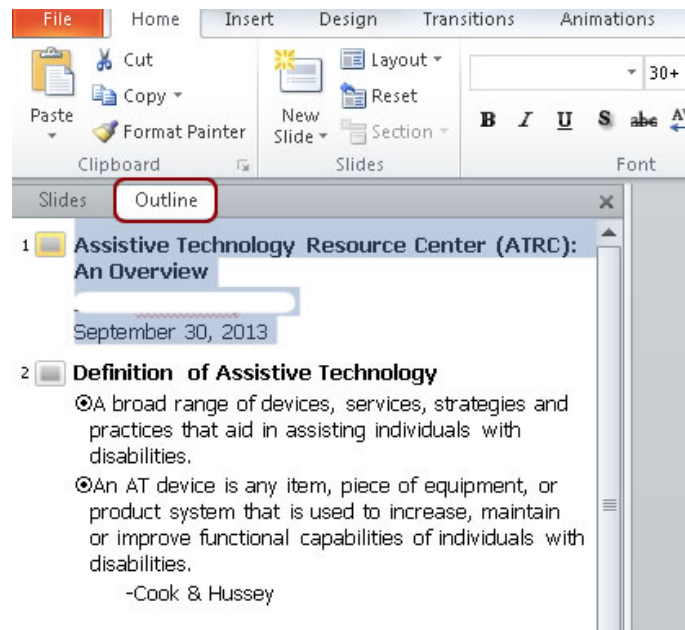 File Home Insert Design Transitions Animations
Cut
Copy
Format Painter
Paste
Clipboard
New
Slide
Layout
Reset
Section
Slides
30+
B I U S abc AV
Font
Slides Outline
1 Assistive Technology Resource Center (ATRC):
An Overview
September 30, 2013
2 Definition of Assistive Technology
A broad range of devices, services, strategies and
practices that aid in assisting individuals with
disabilities.
An AT device is any item, piece of equipment, or
product system that is used to increase, maintain
or improve functional capabilities of individuals with
disabilities.
-Cook & Hussey